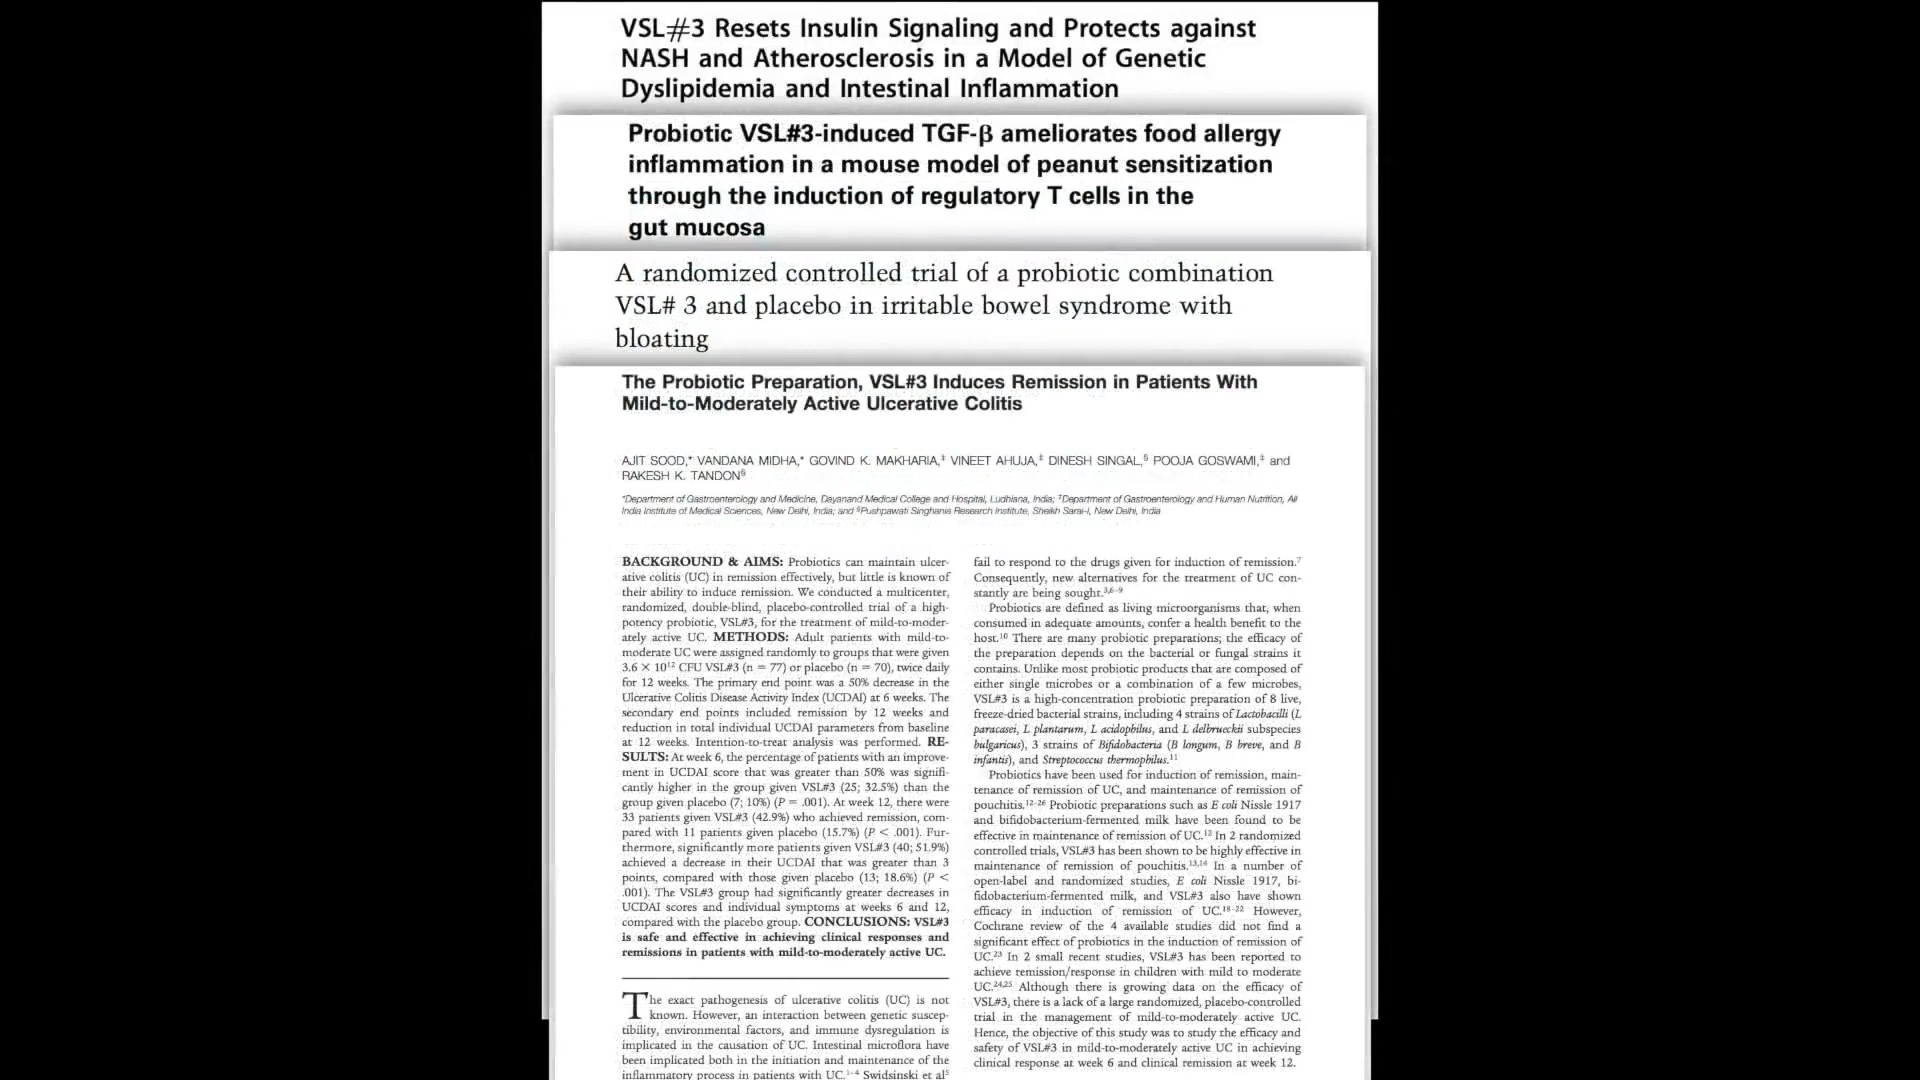 VSL#3 Resets Insulin Signaling and Protects against
NASH and Atherosclerosis in a Model of Genetic
Dyslipidemia and Intestinal Inflammation
Probiotic VSL#3-induced TGF-β ameliorates food allergy
inflammation in a mouse model of peanut sensitization
through the induction of regulatory T cells in the
gut mucosa
A randomized controlled trial of a probiotic combination
VSL# 3 and placebo in irritable bowel syndrome with
bloating
The Probiotic Preparation, VSL#3 Induces Remission in Patients With
Mild-to-Moderately Active Ulcerative Colitis
AJIT SOOD,* VANDANA MIDHA,* GOVIND K. MAKHARIA,‡ VINEET AHUJA,‡ DINESH SINGAL,§ POOJA GOSWAMI,‡ and
RAKESH K. TANDON§
*Department of Gastroenterology and Medicine, Dayanand Medical College and Hospital, Ludhiana, India; ‡Department of Gastroenterology and Human Nutrition, All
India Institute of Medical Sciences, New Delhi, India; and §Pushpawati Singhania Research Institute, Sheikh Sarai-I, New Delhi, India
BACKGROUND & AIMS: Probiotics can maintain ulcer-
ative colitis (UC) in remission effectively, but little is known of
their ability to induce remission. We conducted a multicenter,
randomized, double-blind, placebo-controlled trial of a high-
potency probiotic, VSL#3, for the treatment of mild-to-moder-
ately active UC. METHODS: Adult patients with mild-to-
moderate UC were assigned randomly to groups that were given
3.6 × 10¹² CFU VSL#3 (n = 77) or placebo (n = 70), twice daily
for 12 weeks. The primary end point was a 50% decrease in the
Ulcerative Colitis Disease Activity Index (UCDAI) at 6 weeks. The
secondary end points included remission by 12 weeks and
reduction in total individual UCDAI parameters from baseline
at 12 weeks. Intention-to-treat analysis was performed. RE-
SULTS: At week 6, the percentage of patients with an improve-
ment in UCDAI score that was greater than 50% was signifi-
cantly higher in the group given VSL#3 (25; 32.5%) than the
group given placebo (7; 10%) (P = .001). At week 12, there were
33 patients given VSL#3 (42.9%) who achieved remission, com-
pared with 11 patients given placebo (15.7%) (P < .001). Fur-
thermore, significantly more patients given VSL#3 (40; 51.9%)
achieved a decrease in their UCDAI that was greater than 3
points, compared with those given placebo (13; 18.6%) (P <
.001). The VSL#3 group had significantly greater decreases in
UCDAI scores and individual symptoms at weeks 6 and 12,
compared with the placebo group. CONCLUSIONS: VSL#3
is safe and effective in achieving clinical responses and
remissions in patients with mild-to-moderately active UC.
The exact pathogenesis of ulcerative colitis (UC) is not
known. However, an interaction between genetic suscep-
tibility, environmental factors, and immune dysregulation is
implicated in the causation of UC. Intestinal microflora have
been implicated both in the initiation and maintenance of the
inflammatory process in patients with UC.¹⁻⁴ Swidsinski et al⁵
fail to respond to the drugs given for induction of remission.⁷
Consequently, new alternatives for the treatment of UC con-
stantly are being sought.³,⁶⁻⁹
Probiotics are defined as living microorganisms that, when
consumed in adequate amounts, confer a health benefit to the
host.¹⁰ There are many probiotic preparations; the efficacy of
the preparation depends on the bacterial or fungal strains it
contains. Unlike most probiotic products that are composed of
either single microbes or a combination of a few microbes,
VSL#3 is a high-concentration probiotic preparation of 8 live,
freeze-dried bacterial strains, including 4 strains of Lactobacilli (L
paracasei, L plantarum, L acidophilus, and L delbrueckii subspecies
bulgaricus), 3 strains of Bifidobacteria (B longum, B breve, and B
infantis), and Streptococcus thermophilus.¹¹
Probiotics have been used for induction of remission, main-
tenance of remission of UC, and maintenance of remission of
pouchitis.¹²⁻²⁶ Probiotic preparations such as E coli Nissle 1917
and bifidobacterium-fermented milk have been found to be
effective in maintenance of remission of UC.¹² In 2 randomized
controlled trials, VSL#3 has been shown to be highly effective in
maintenance of remission of pouchitis.¹³,¹⁶ In a number of
open-label and randomized studies, E coli Nissle 1917, bi-
fidobacterium-fermented milk, and VSL#3 also have shown
efficacy in induction of remission of UC.¹⁸⁻²² However,
Cochrane review of the 4 available studies did not find a
significant effect of probiotics in the induction of remission of
UC.²³ In 2 small recent studies, VSL#3 has been reported to
achieve remission/response in children with mild to moderate
UC.²⁴,²⁵ Although there is growing data on the efficacy of
VSL#3, there is a lack of a large randomized, placebo-controlled
trial in the management of mild-to-moderately active UC.
Hence, the objective of this study was to study the efficacy and
safety of VSL#3 in mild-to-moderately active UC in achieving
clinical response at week 6 and clinical remission at week 12.